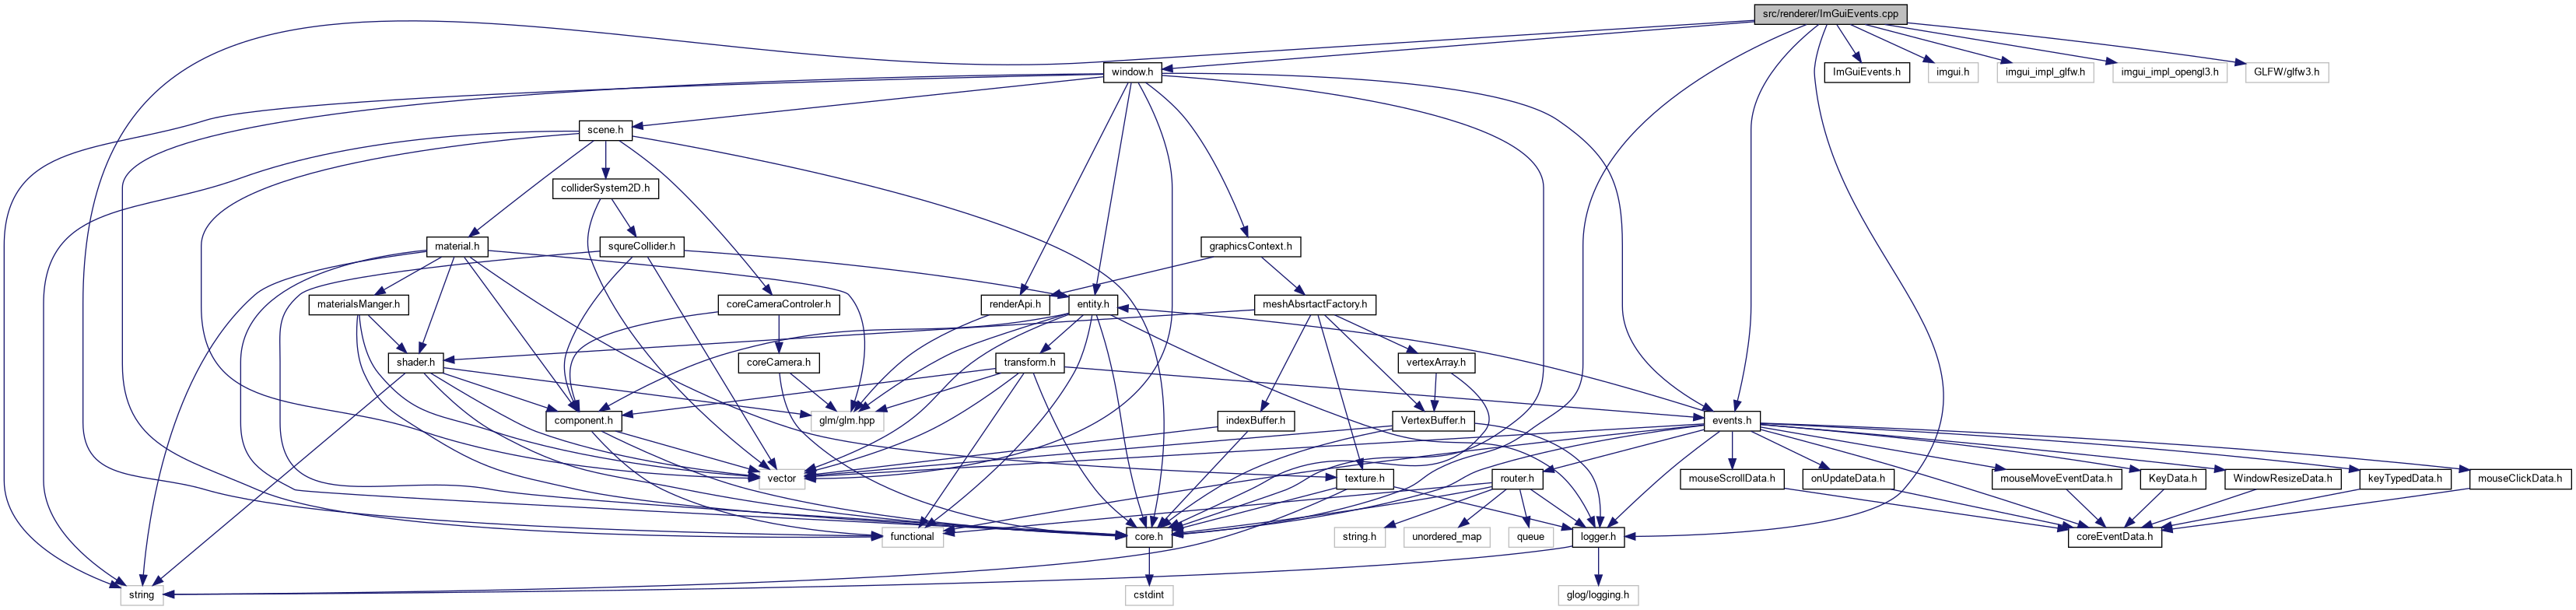 src/renderer/ImGuiEvents.cpp
window.h
ImGuiEvents.h
imgui.h
imgui_impl_glfw.h
imgui_impl_opengl3.h
GLFW/glfw3.h
scene.h
colliderSystem2D.h
material.h
squreCollider.h
graphicsContext.h
materialsManger.h
coreCameraControler.h
renderApi.h
entity.h
meshAbsrtactFactory.h
shader.h
coreCamera.h
transform.h
vertexArray.h
component.h
glm/glm.hpp
indexBuffer.h
VertexBuffer.h
events.h
vector
texture.h
router.h
mouseScrollData.h
onUpdateData.h
mouseMoveEventData.h
KeyData.h
WindowResizeData.h
keyTypedData.h
mouseClickData.h
functional
core.h
string.h
unordered_map
queue
logger.h
coreEventData.h
string
cstdint
glog/logging.h